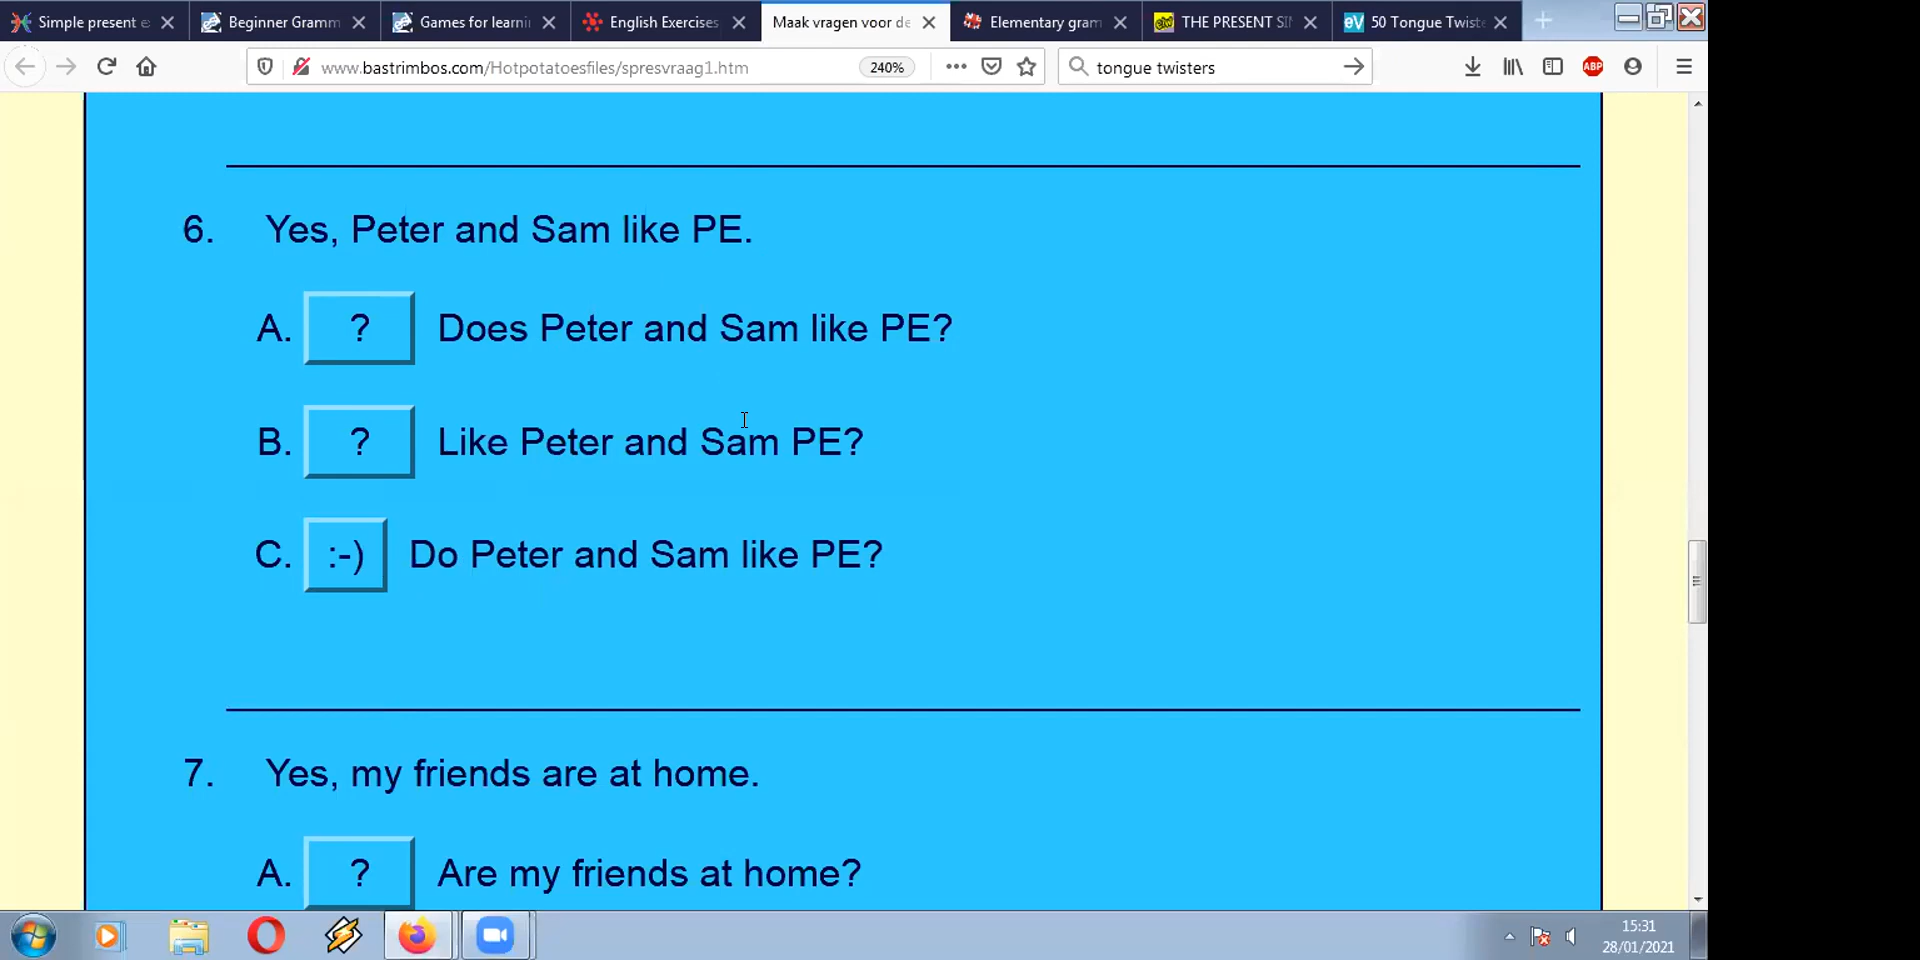 Simple present e
Beginner Gramm
Games for learni
English Exercises
Maak vragen voor de
Elementary gram
THE PRESENT SI
50 Tongue Twiste
www.bastrimbos.com/Hotpotatoesfiles/spresvraag1.htm
240%
tongue twisters
ABP
6. Yes, Peter and Sam like PE.
A. ? Does Peter and Sam like PE?
B. ? Like Peter and Sam PE?
C. :-) Do Peter and Sam like PE?
7. Yes, my friends are at home.
A. ? Are my friends at home?
15:31
28/01/2021